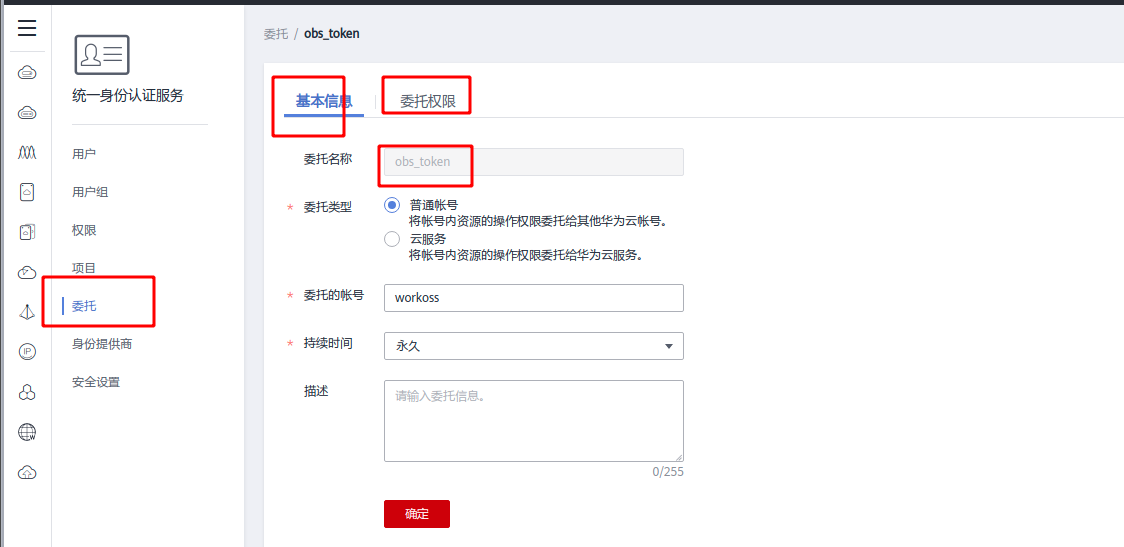 委托 / obs_token
统一身份认证服务
用户
用户组
权限
项目
委托
身份提供商
安全设置
基本信息
委托权限
委托名称
obs_token
* 委托类型
普通帐号
将帐号内资源的操作权限委托给其他华为云帐号。
云服务
将帐号内资源的操作权限委托给华为云服务。
* 委托的帐号
workoss
* 持续时间
永久
描述
请输入委托信息。
0/255
确定
IP
W